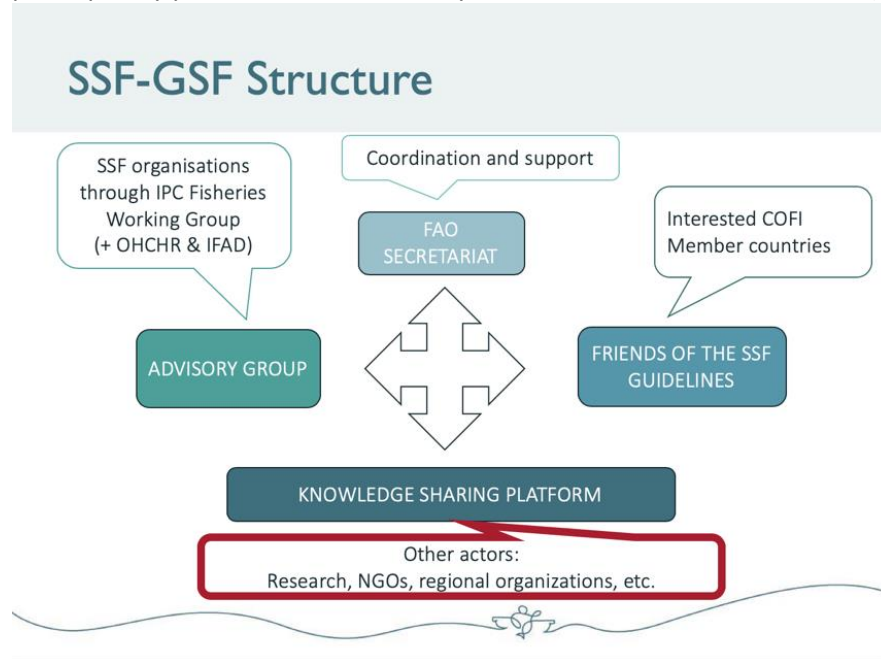 SSF-GSF Structure
SSF organisations
through IPC Fisheries
Working Group
(+ OHCHR & IFAD)
Coordination and support
FAO
SECRETARIAT
Interested COFI
Member countries
ADVISORY GROUP
FRIENDS OF THE SSF
GUIDELINES
KNOWLEDGE SHARING PLATFORM
Other actors:
Research, NGOs, regional organizations, etc.